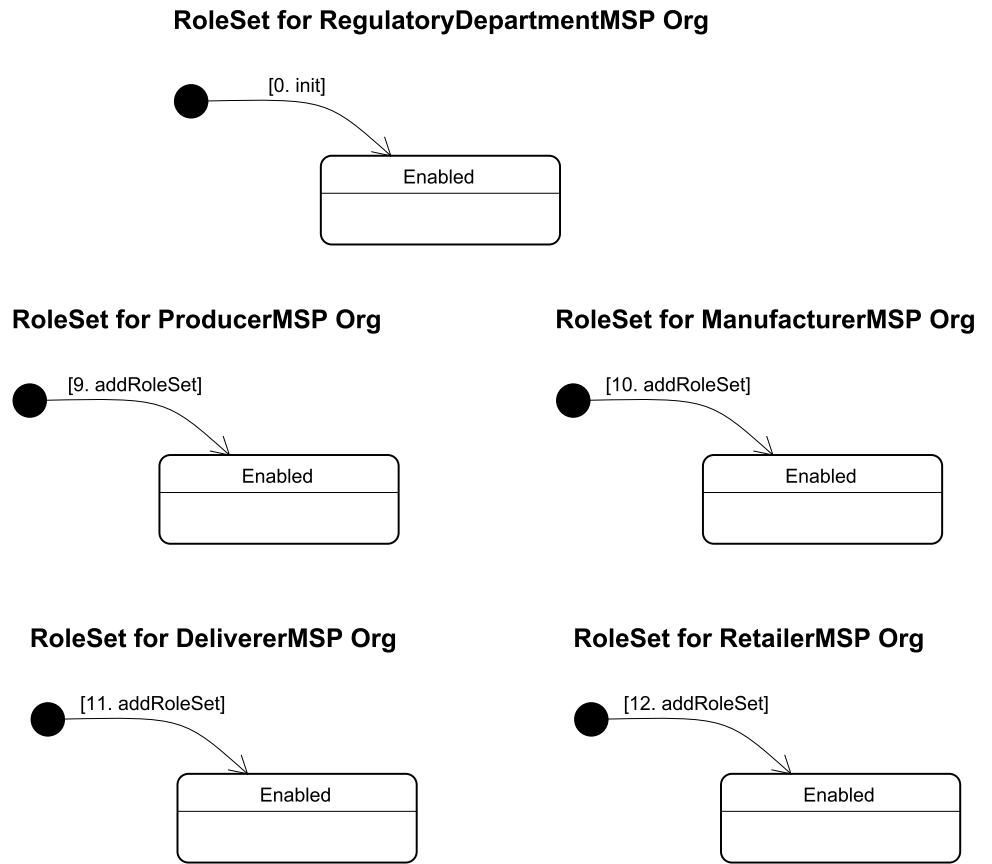 RoleSet for RegulatoryDepartmentMSP Org
[0. init]
Enabled
RoleSet for ProducerMSP Org
RoleSet for ManufacturerMSP Org
[9. addRoleSet]
[10. addRoleSet]
Enabled
Enabled
RoleSet for DelivererMSP Org
RoleSet for RetailerMSP Org
[11. addRoleSet]
[12. addRoleSet]
Enabled
Enabled